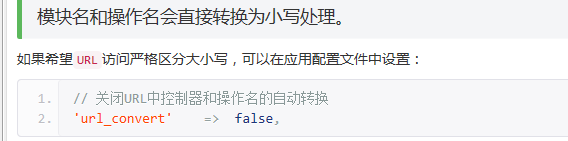 模块名和操作名会直接转换为小写处理。
如果希望URL访问严格区分大小写，可以在应用配置文件中设置：
1. // 关闭URL中控制器和操作名的自动转换
2. 'url_convert'    =>  false,